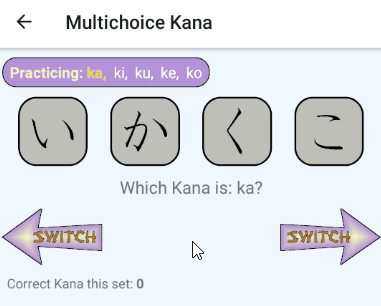 Multichoice Kana
Practicing: ka, ki, ku, ke, ko
い か く こ
Which Kana is: ka?
SWITCH SWITCH
Correct Kana this set: 0